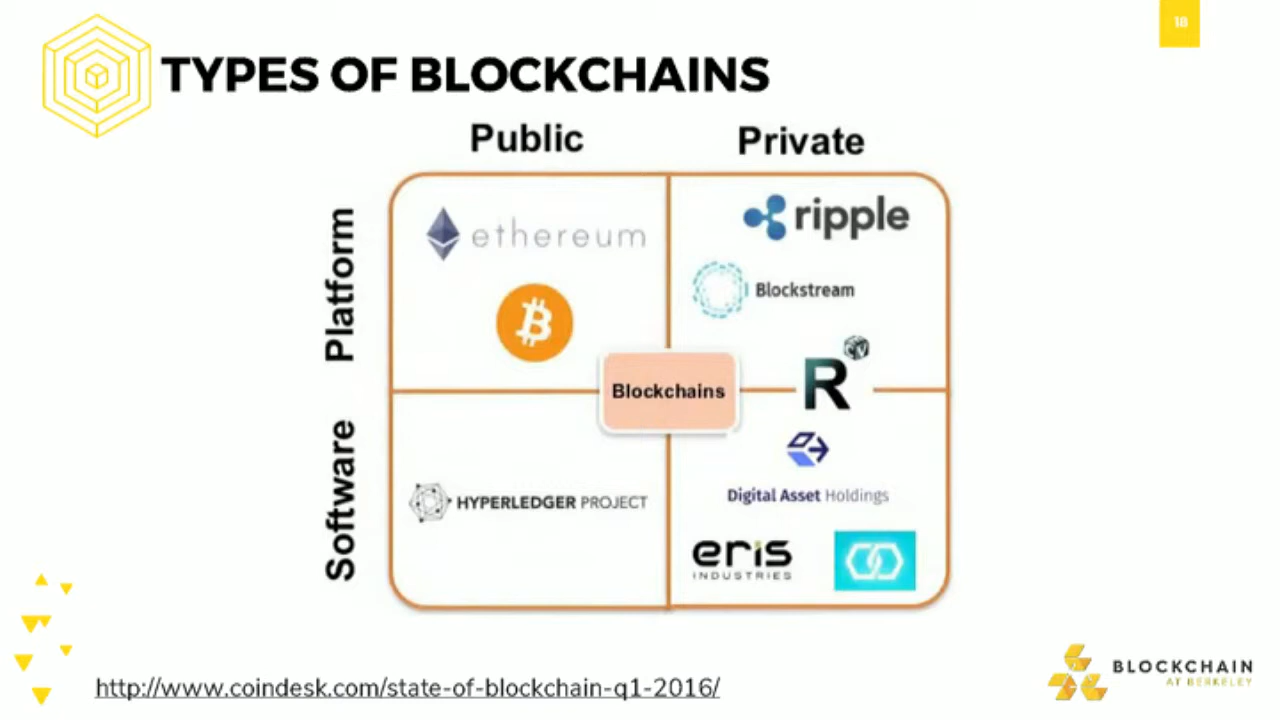 18
TYPES OF BLOCKCHAINS
Public Private
Platform
ethereum
ripple
Blockstream
R
Blockchains
Software
HYPERLEDGER PROJECT
Digital Asset Holdings
eris
INDUSTRIES
http://www.coindesk.com/state-of-blockchain-q1-2016/
BLOCKCHAIN
AT BERKELEY